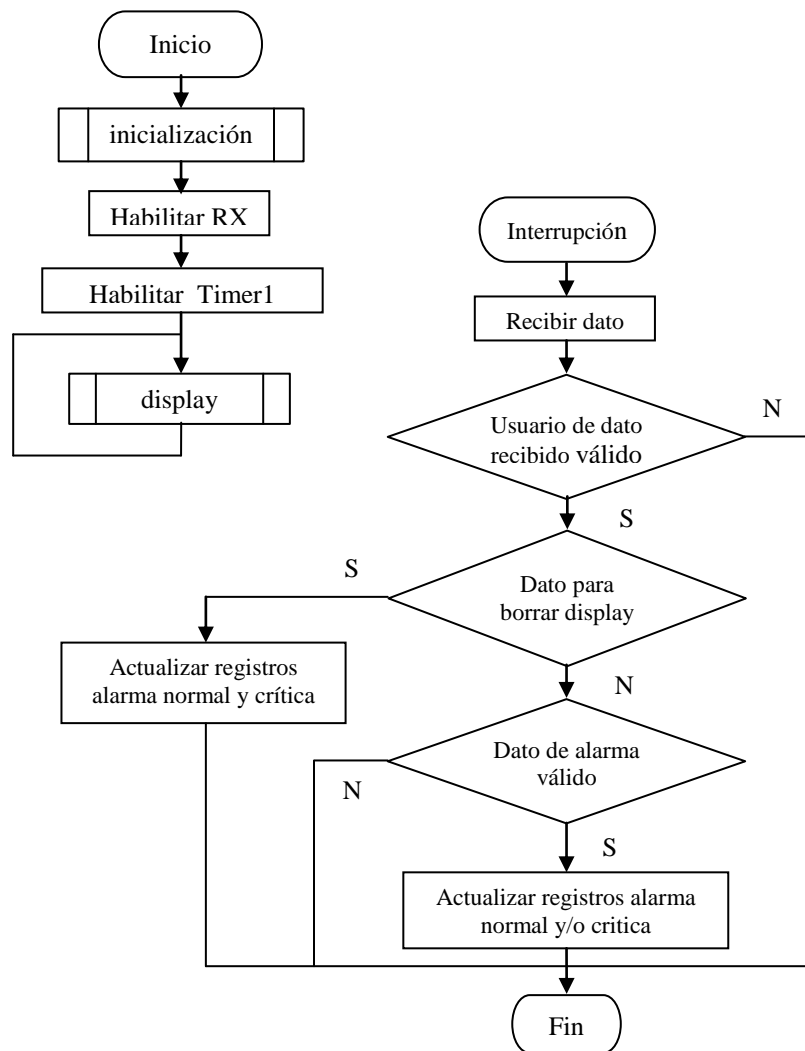 Inicio
inicialización
Habilitar RX
Habilitar Timer1
display
Interrupción
Recibir dato
Usuario de dato
recibido válido
N
S
Dato para
borrar display
S
Actualizar registros
alarma normal y crítica
N
Dato de alarma
válido
N
S
Actualizar registros alarma
normal y/o critica
Fin